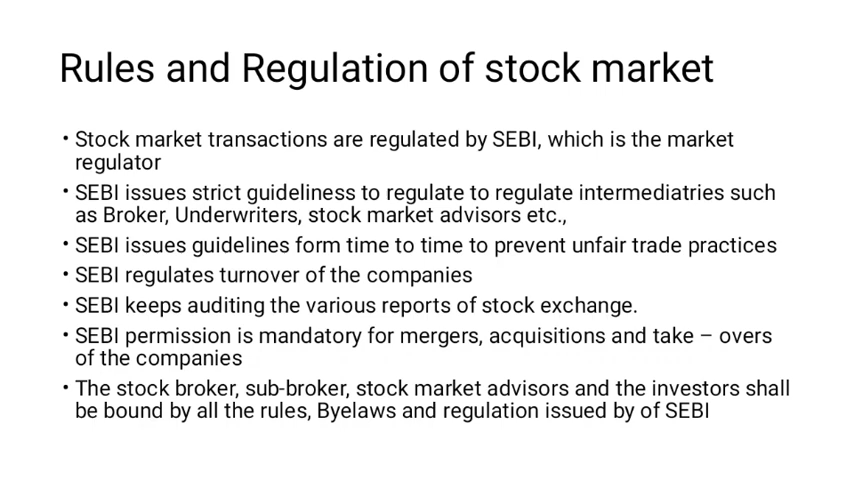 Rules and Regulation of stock market
• Stock market transactions are regulated by SEBI, which is the market
regulator
• SEBI issues strict guideliness to regulate to regulate intermediatries such
as Broker, Underwriters, stock market advisors etc.,
• SEBI issues guidelines form time to time to prevent unfair trade practices
• SEBI regulates turnover of the companies
• SEBI keeps auditing the various reports of stock exchange.
• SEBI permission is mandatory for mergers, acquisitions and take – overs
of the companies
• The stock broker, sub-broker, stock market advisors and the investors shall
be bound by all the rules, Byelaws and regulation issued by of SEBI